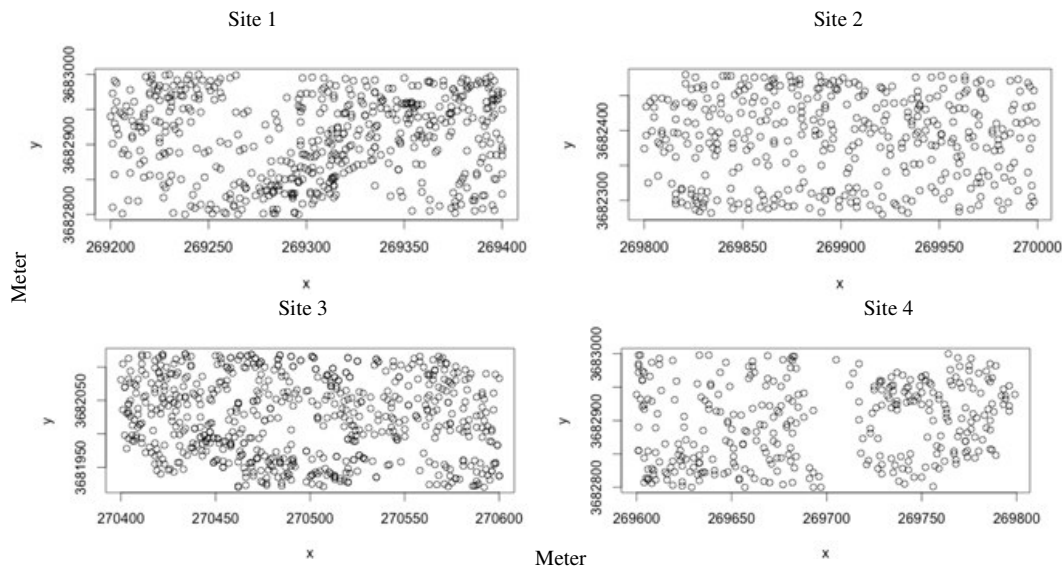 Site 1
Site 2
3682800 3682900 3683000
y
269200 269250 269300 269350 269400
x
3682300 3682400
y
269800 269850 269900 269950 270000
x
Meter
Site 3
Site 4
3681950 3682050
y
270400 270450 270500 270550 270600
x
3682800 3682900 3683000
y
269600 269650 269700 269750 269800
x
Meter